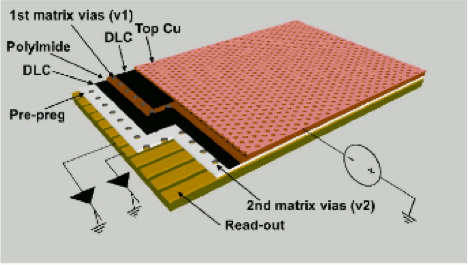 1st matrix vias (v1)
Top Cu
DLC
PolyImide
DLC
Pre-preg
2nd matrix vias (v2)
Read-out